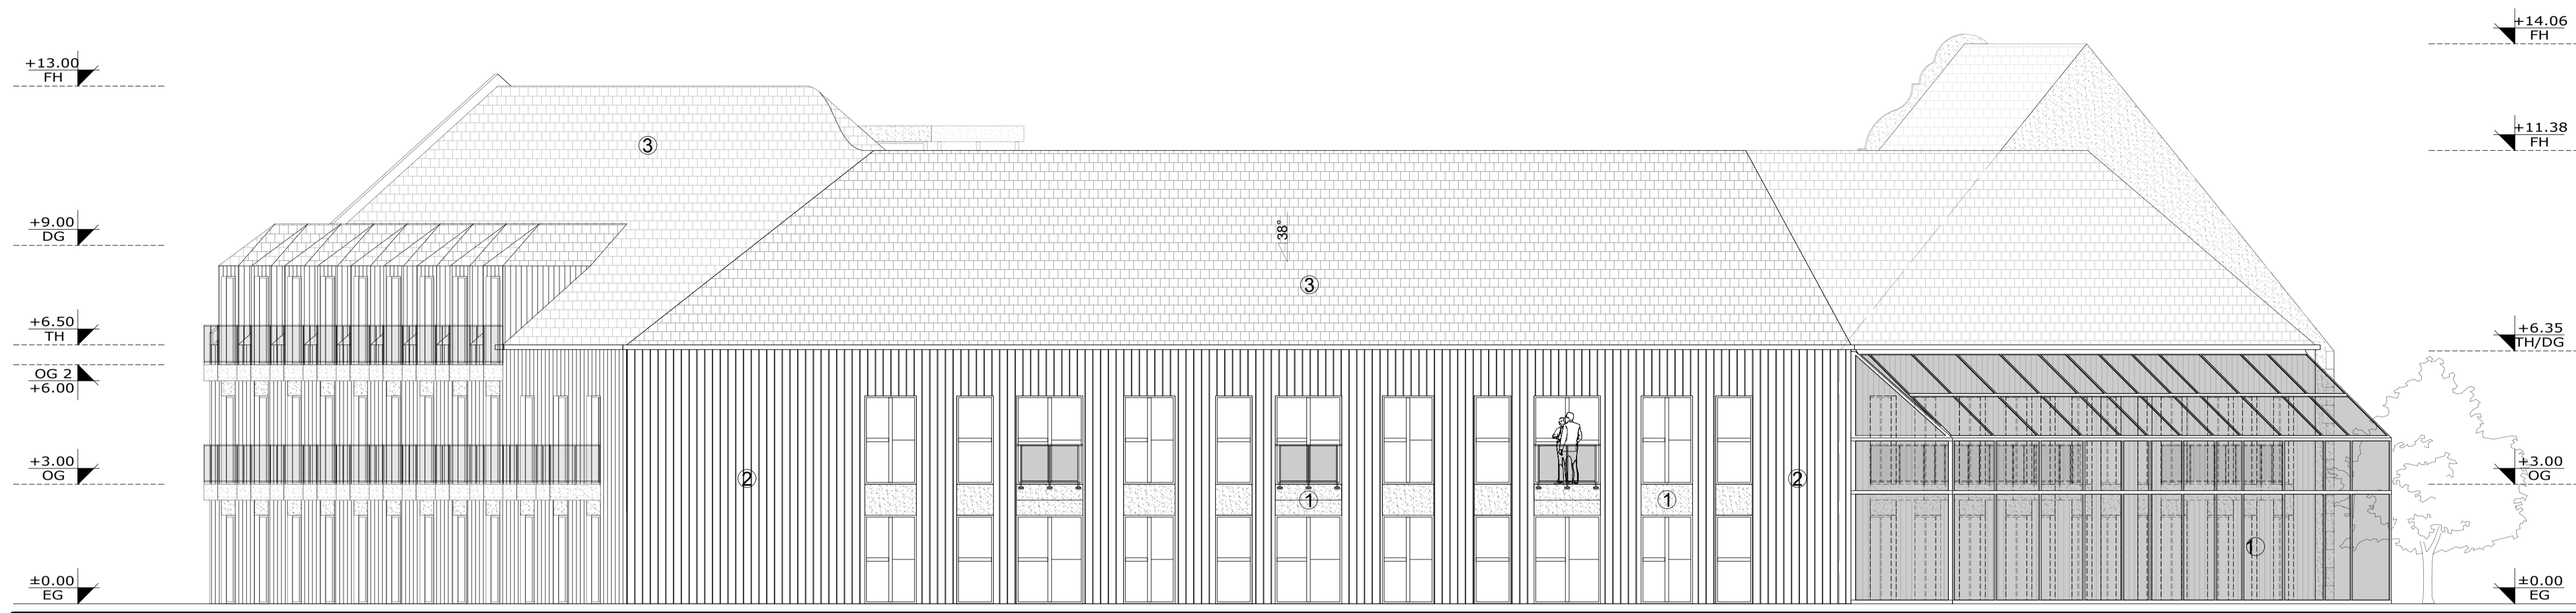 +14.06
FH
+13.00
FH
③
+11.38
FH
+9.00
DG
38°
③
+6.50
TH
+6.35
TH/DG
OG 2
+6.00
+3.00
OG
②
①
①
②
+3.00
OG
①
±0.00
EG
±0.00
EG